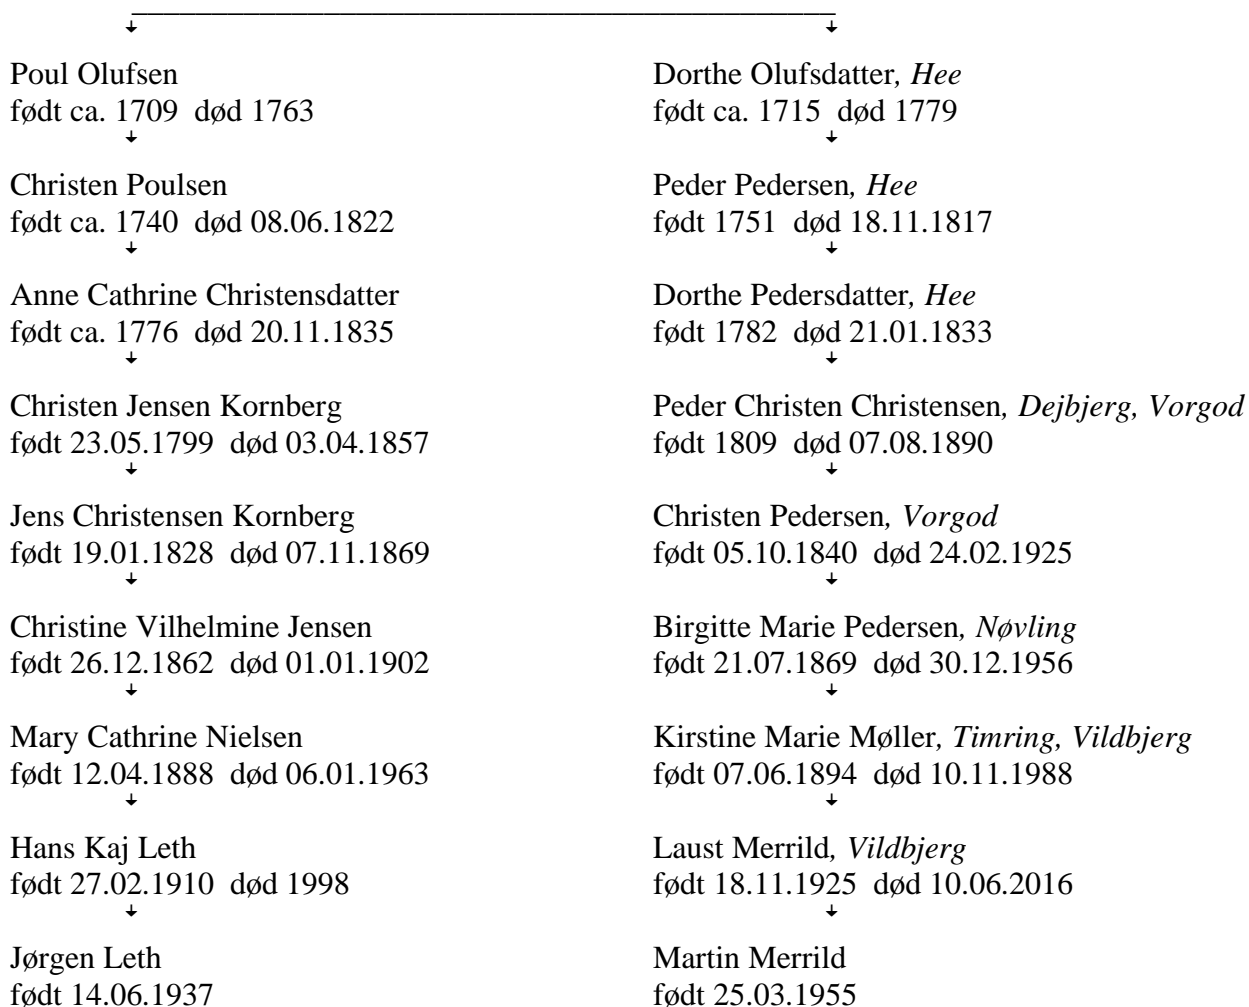 Poul Olufsen
født ca. 1709 død 1763
Christen Poulsen
født ca. 1740 død 08.06.1822
Anne Cathrine Christensdatter
født ca. 1776 død 20.11.1835
Christen Jensen Kornberg
født 23.05.1799 død 03.04.1857
Jens Christensen Kornberg
født 19.01.1828 død 07.11.1869
Christine Vilhelmine Jensen
født 26.12.1862 død 01.01.1902
Mary Cathrine Nielsen
født 12.04.1888 død 06.01.1963
Hans Kaj Leth
født 27.02.1910 død 1998
Jørgen Leth
født 14.06.1937
Dorthe Olufsdatter, Hee
født ca. 1715 død 1779
Peder Pedersen, Hee
født 1751 død 18.11.1817
Dorthe Pedersdatter, Hee
født 1782 død 21.01.1833
Peder Christen Christensen, Dejbjerg, Vorgod
født 1809 død 07.08.1890
Christen Pedersen, Vorgod
født 05.10.1840 død 24.02.1925
Birgitte Marie Pedersen, Nøvling
født 21.07.1869 død 30.12.1956
Kirstine Marie Møller, Timring, Vildbjerg
født 07.06.1894 død 10.11.1988
Laust Merrild, Vildbjerg
født 18.11.1925 død 10.06.2016
Martin Merrild
født 25.03.1955